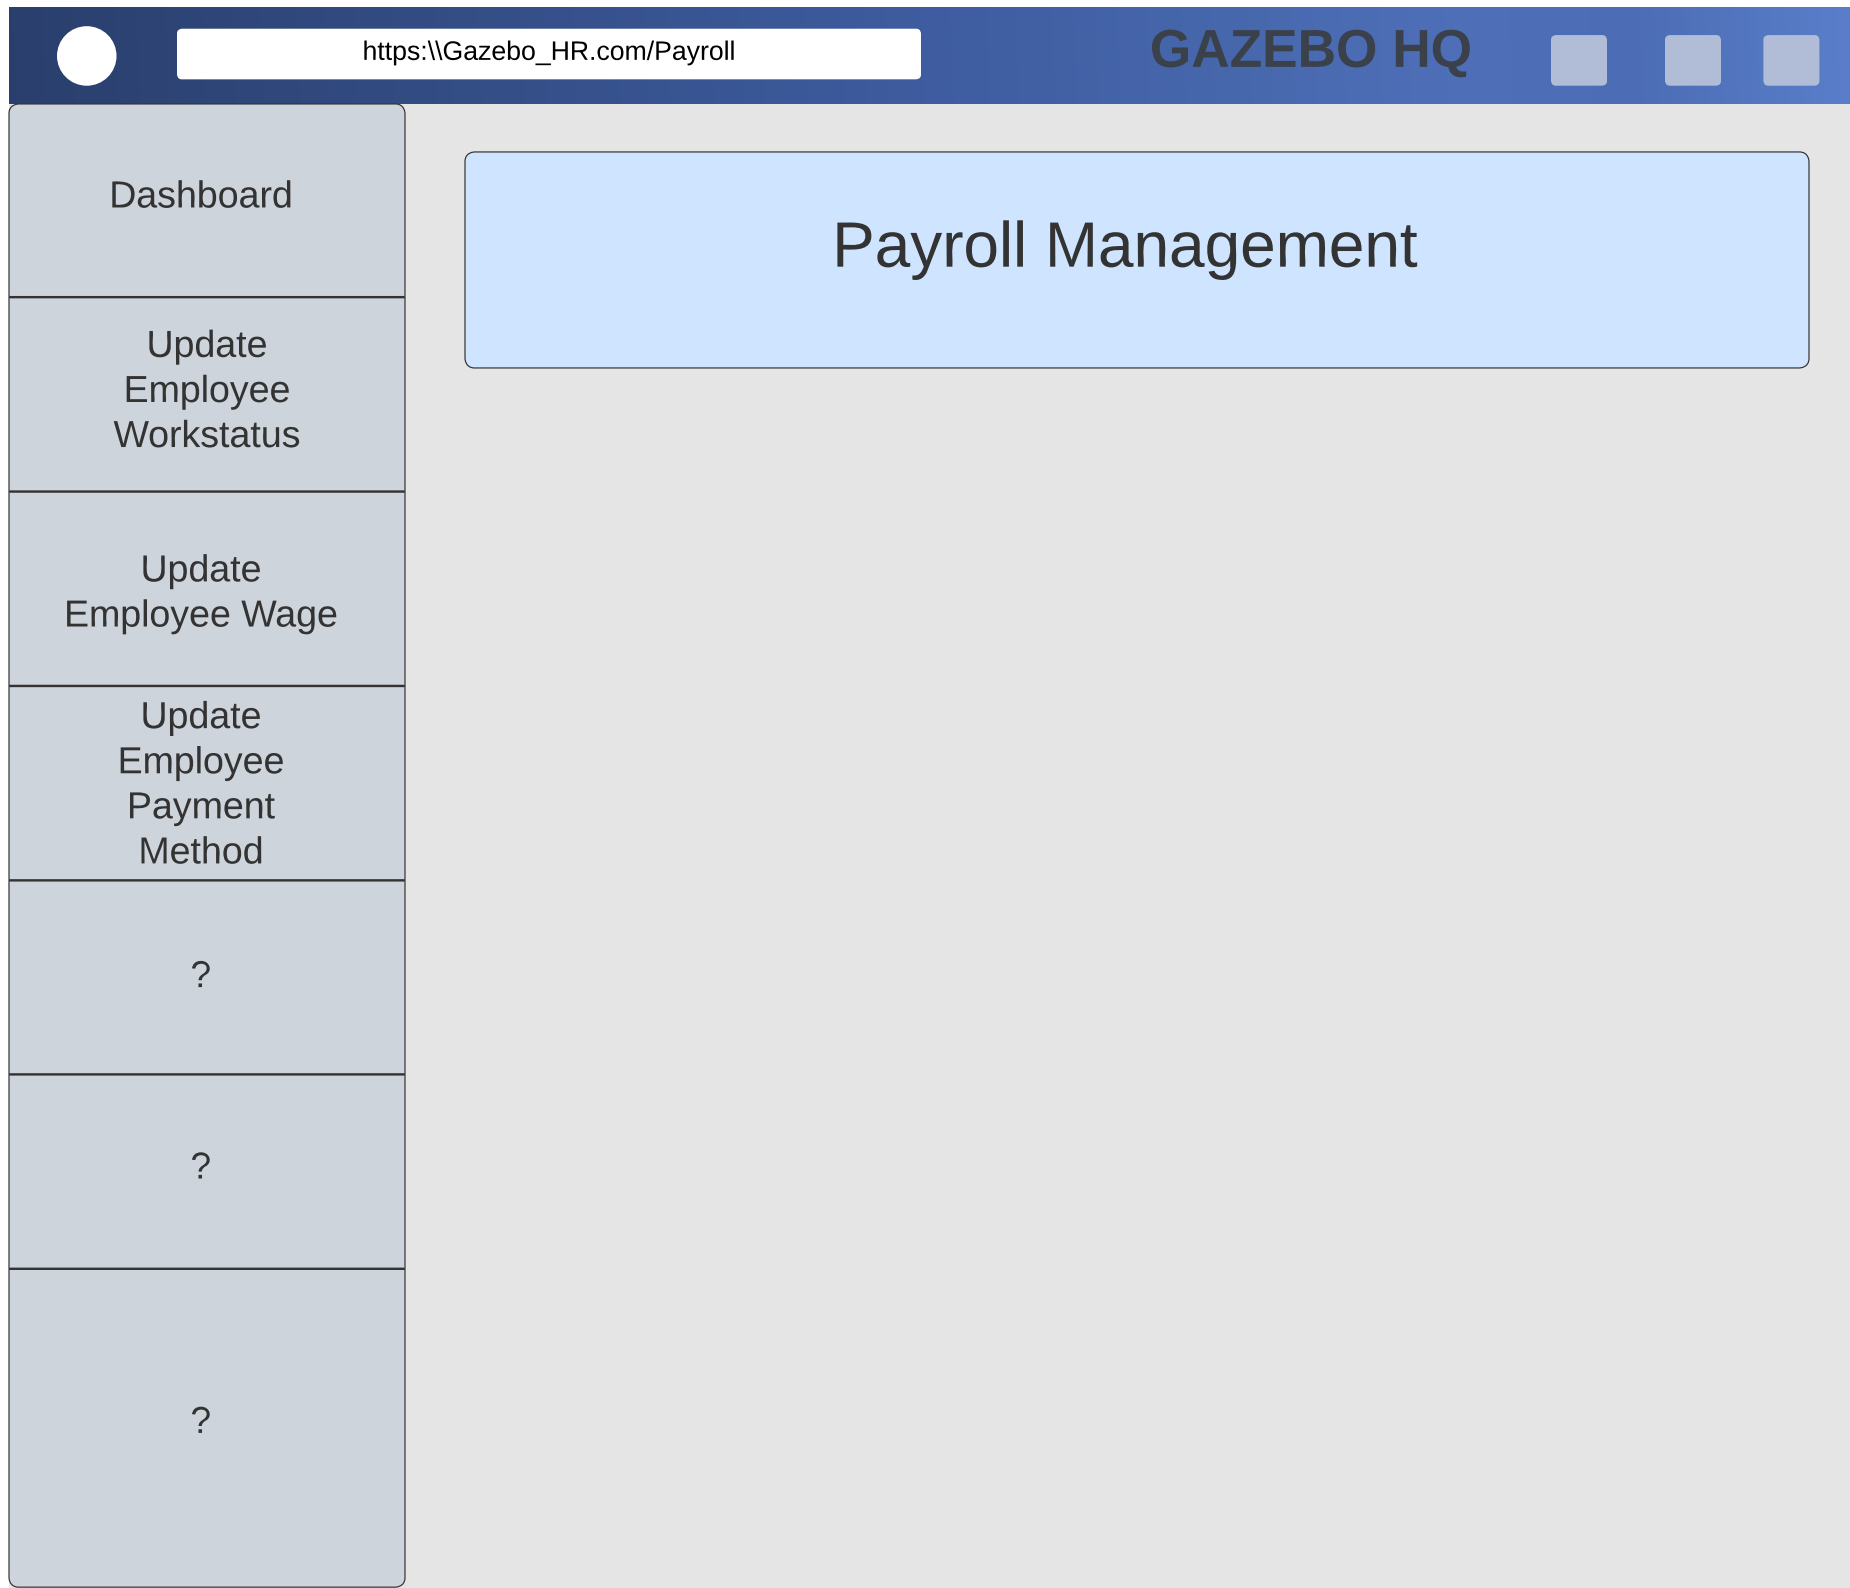 https:\\Gazebo_HR.com/Payroll
GAZEBO HQ
Dashboard
Update
Employee
Workstatus
Update
Employee Wage
Update
Employee
Payment
Method
?
?
?
Payroll Management